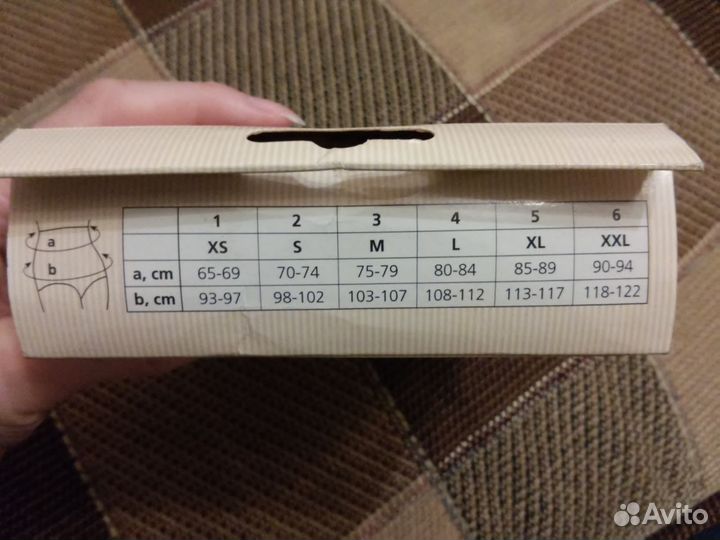 1 2 3 4 5 6
XS S M L XL XXL
a, cm 65-69 70-74 75-79 80-84 85-89 90-94
b, cm 93-97 98-102 103-107 108-112 113-117 118-122
a
b
Avito